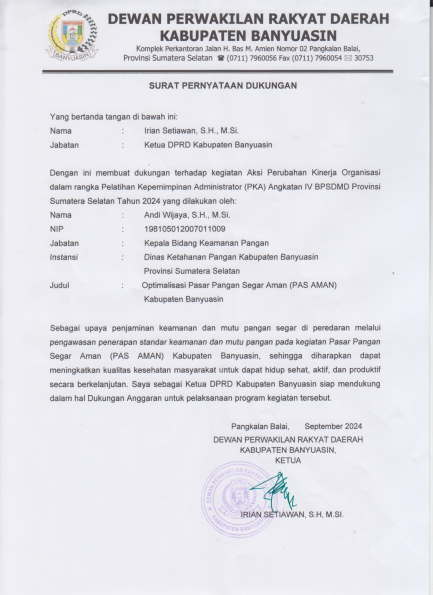 DPRD
BANYUASIN
DEWAN PERWAKILAN RAKYAT DAERAH
KABUPATEN BANYUASIN
Komplek Perkantoran Jalan H. Bas M. Amien Nomor 02 Pangkalan Balai,
Provinsi Sumatera Selatan ☎ (0711) 7960056 Fax (0711) 7960054 ✉ 30753
SURAT PERNYATAAN DUKUNGAN
Yang bertanda tangan di bawah ini:
Nama : Irian Setiawan, S.H., M.Si.
Jabatan : Ketua DPRD Kabupaten Banyuasin
Dengan ini membuat dukungan terhadap kegiatan Aksi Perubahan Kinerja Organisasi
dalam rangka Pelatihan Kepemimpinan Administrator (PKA) Angkatan IV BPSDMD Provinsi
Sumatera Selatan Tahun 2024 yang dilakukan oleh:
Nama : Andi Wijaya, S.H., M.Si.
NIP : 198105012007011009
Jabatan : Kepala Bidang Keamanan Pangan
Instansi : Dinas Ketahanan Pangan Kabupaten Banyuasin
Provinsi Sumatera Selatan
Judul : Optimalisasi Pasar Pangan Segar Aman (PAS AMAN)
Kabupaten Banyuasin
Sebagai upaya penjaminan keamanan dan mutu pangan segar di peredaran melalui
pengawasan penerapan standar keamanan dan mutu pangan pada kegiatan Pasar Pangan
Segar Aman (PAS AMAN) Kabupaten Banyuasin, sehingga diharapkan dapat
meningkatkan kualitas kesehatan masyarakat untuk dapat hidup sehat, aktif, dan produktif
secara berkelanjutan. Saya sebagai Ketua DPRD Kabupaten Banyuasin siap mendukung
dalam hal Dukungan Anggaran untuk pelaksanaan program kegiatan tersebut.
Pangkalan Balai, September 2024
DEWAN PERWAKILAN RAKYAT DAERAH
KABUPATEN BANYUASIN,
KETUA
DEWAN PERWAKILAN RAKYAT
KABUPATEN BANYUASIN
IRIAN SETIAWAN, S.H, M.SI.